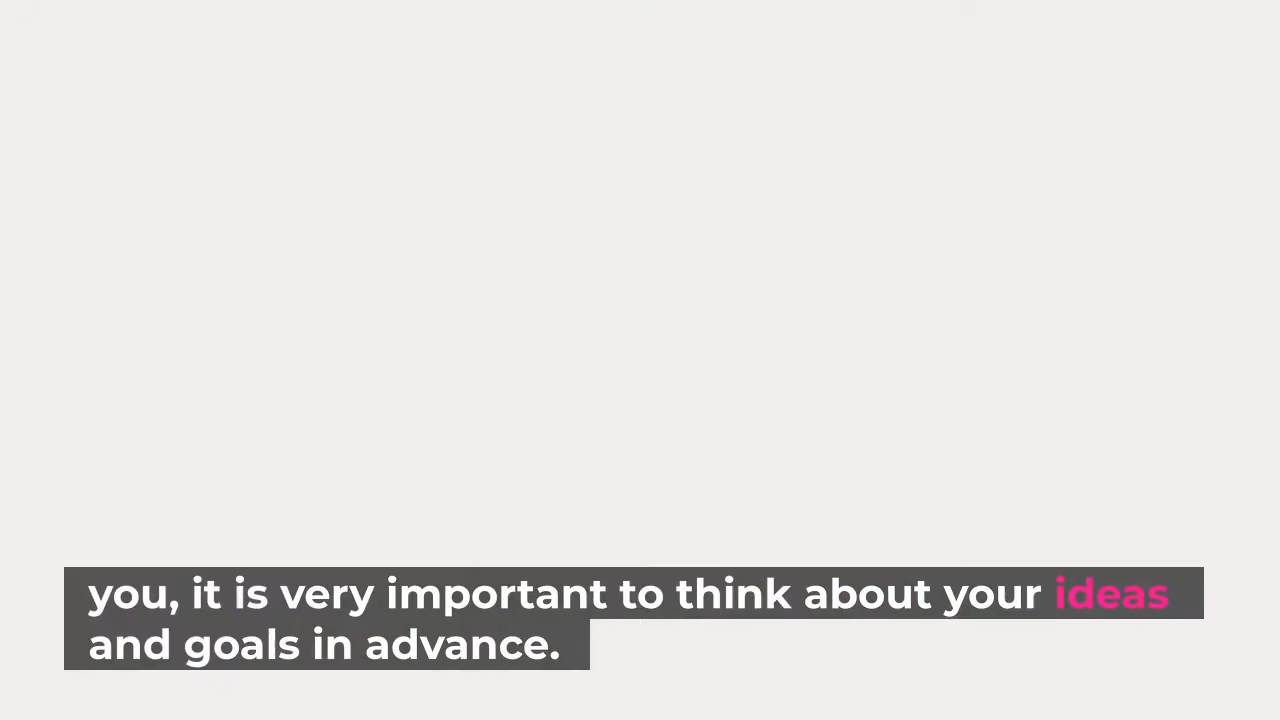 you, it is very important to think about your ideas
and goals in advance.